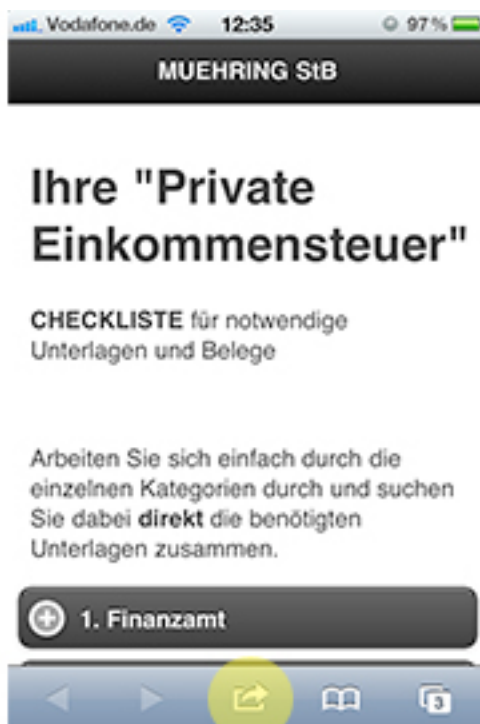 Vodafone.de 12:35 97%
MUEHRING StB
Ihre "Private
Einkommensteuer"
CHECKLISTE für notwendige
Unterlagen und Belege
Arbeiten Sie sich einfach durch die
einzelnen Kategorien durch und suchen
Sie dabei direkt die benötigten
Unterlagen zusammen.
1. Finanzamt
3